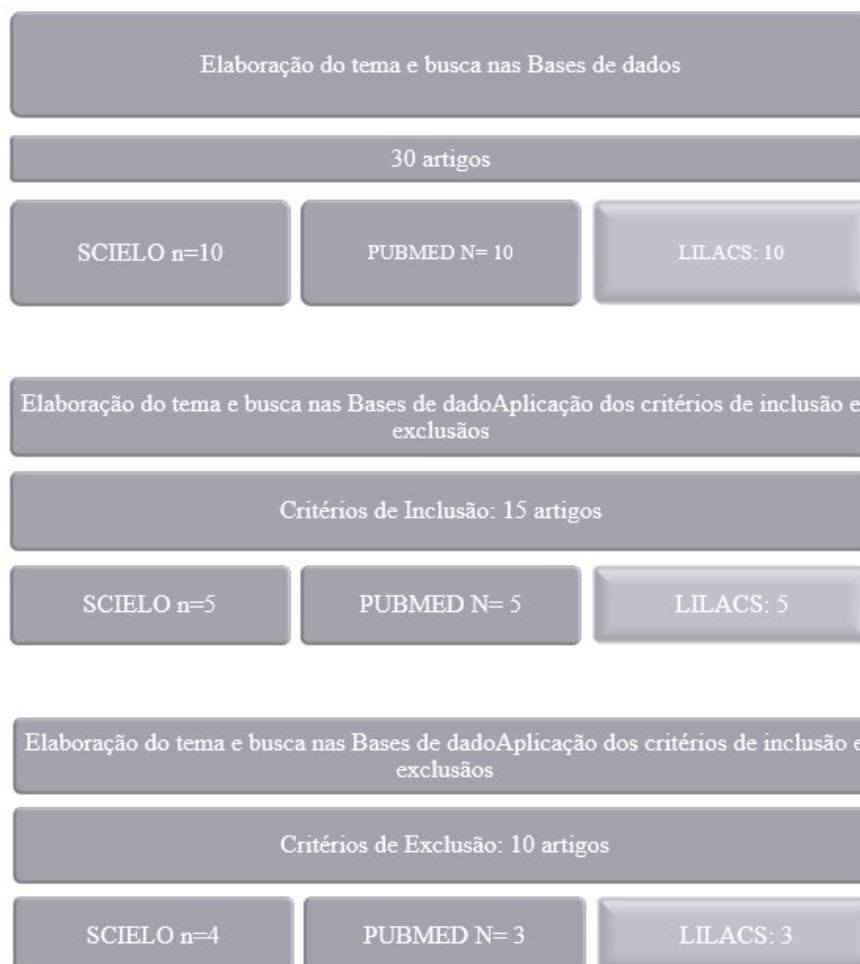 Elaboração do tema e busca nas Bases de dados
30 artigos
SCIELO n=10
PUBMED N= 10
LILACS: 10
Elaboração do tema e busca nas Bases de dadoAplicação dos critérios de inclusão e
exclusãos
Critérios de Inclusão: 15 artigos
SCIELO n=5
PUBMED N= 5
LILACS: 5
Elaboração do tema e busca nas Bases de dadoAplicação dos critérios de inclusão e
exclusãos
Critérios de Exclusão: 10 artigos
SCIELO n=4
PUBMED N= 3
LILACS: 3